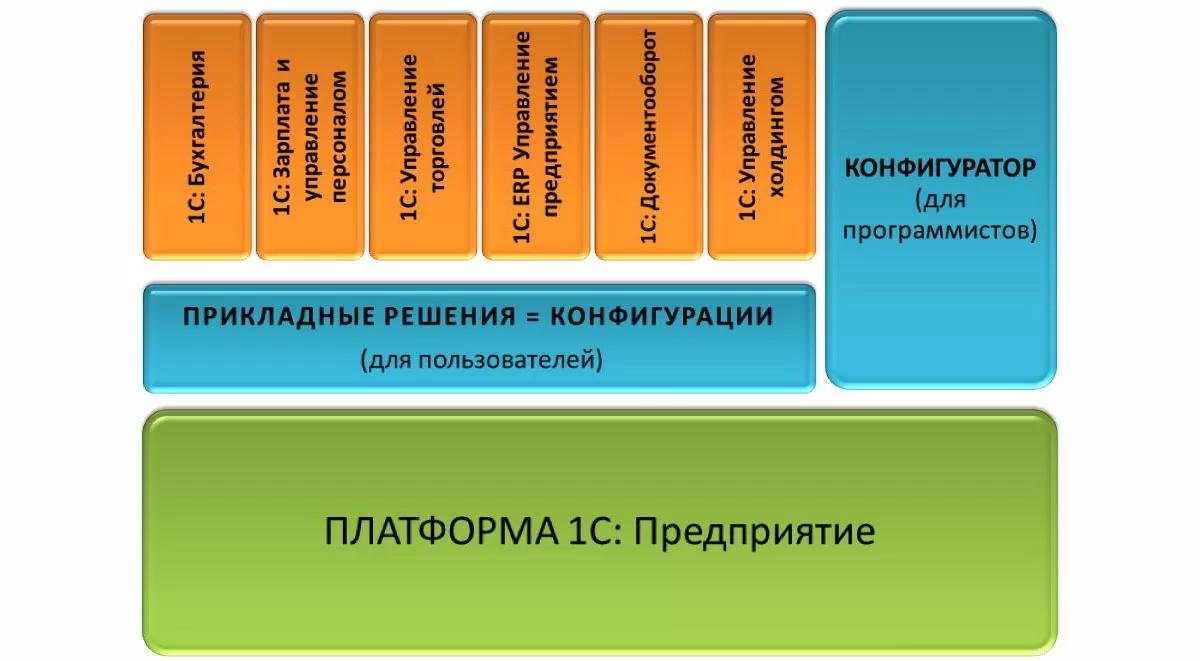 1С: Бухгалтерия
1С: Зарплата и
управление
персоналом
1С: Управление
торговлей
1С: ERP Управление
предприятием
1С: Документооборот
1С: Управление
холдингом
КОНФИГУРАТОР
(для
программистов)
ПРИКЛАДНЫЕ РЕШЕНИЯ = КОНФИГУРАЦИИ
(для пользователей)
ПЛАТФОРМА 1С: Предприятие